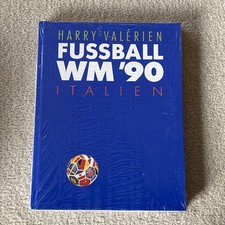 HARRY VALÉRIEN
FUSSBALL
WM '90
ITALIEN